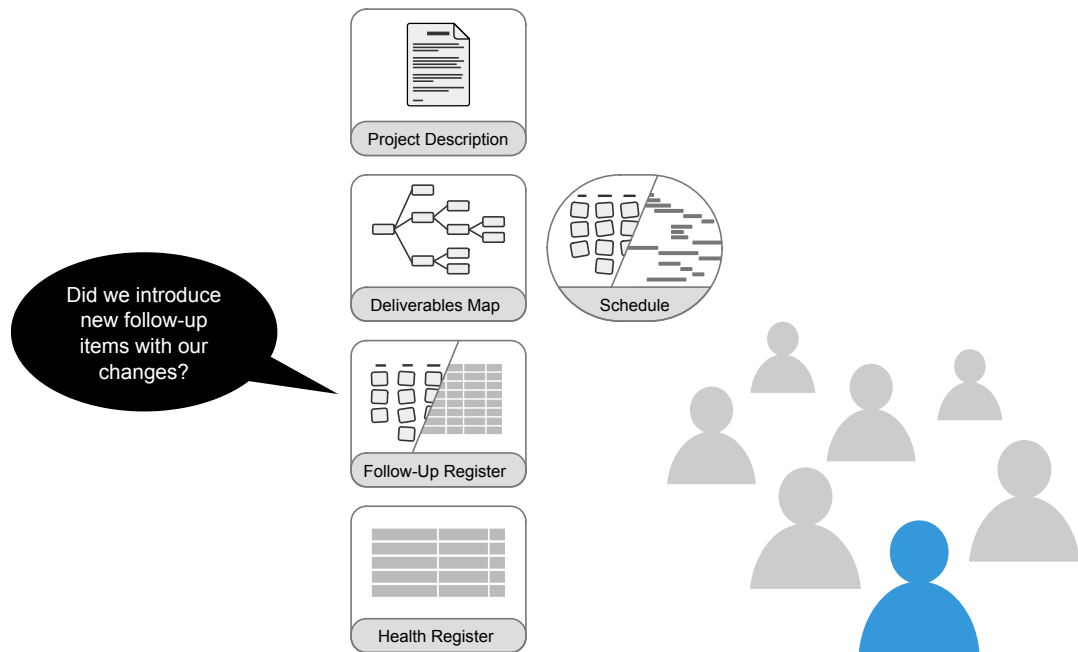 Project Description
Deliverables Map
Schedule
Did we introduce
new follow-up
items with our
changes?
Follow-Up Register
Health Register